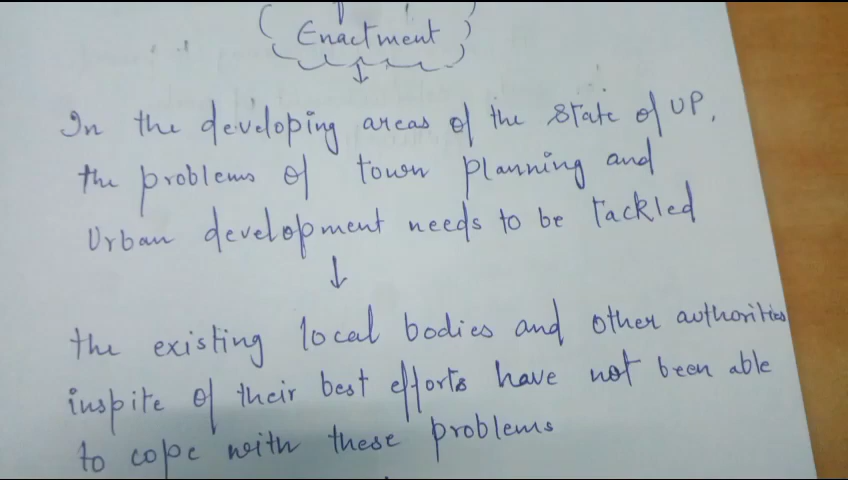 Enactment
In the developing areas of the State of UP,
the problems of town planning and
Urban development needs to be tackled
the existing local bodies and other authorities
inspite of their best efforts have not been able
to cope with these problems